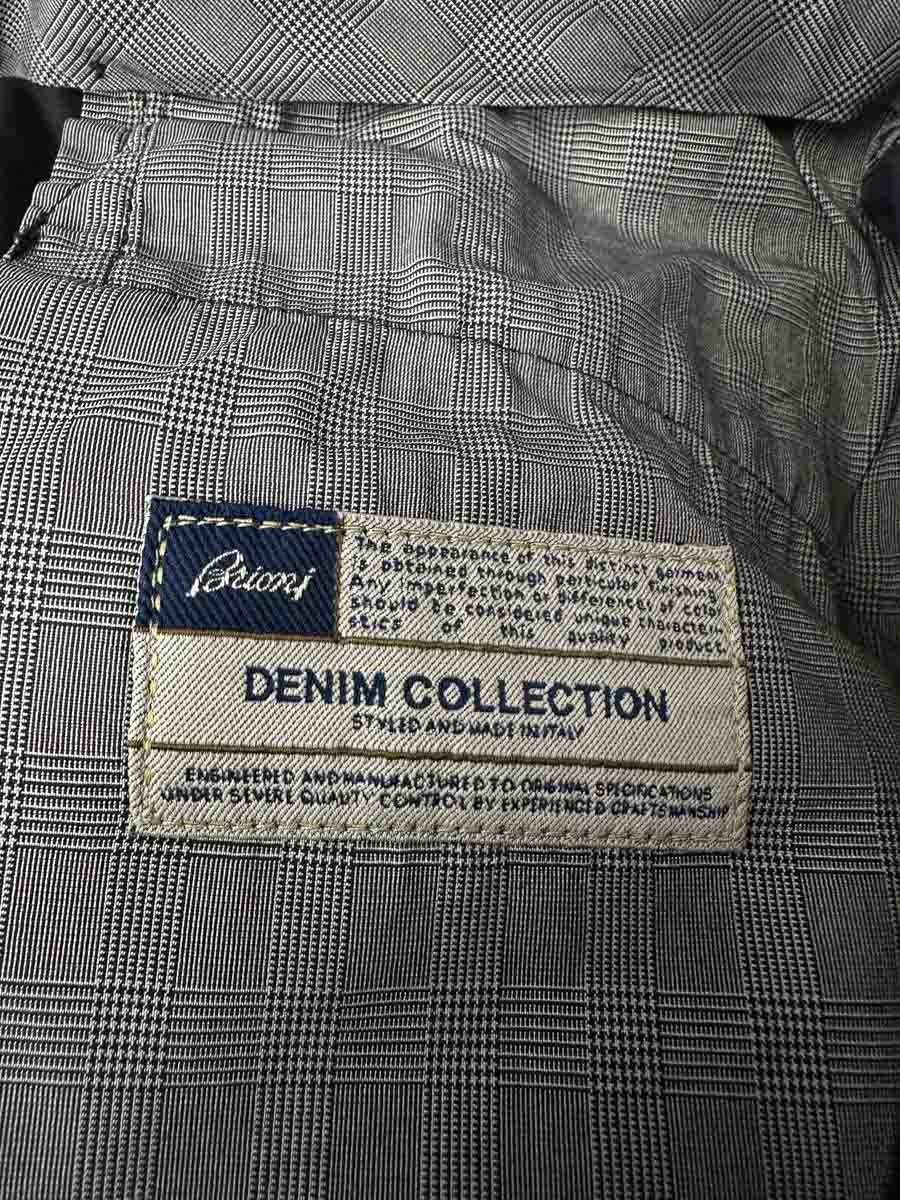 Brioni
The appearance of this distinct garment
is obtained through particular finishing
Any imperfection or differences of color
should be considered unique characteri-
stics of this quality product.
DENIM COLLECTION
STYLED AND MADE IN ITALY
ENGINEERED AND MANUFACTURED TO ORIGINAL SPECIFICATIONS
UNDER SEVERE QUALITY CONTROL BY EXPERIENCED CRAFTSMANSHIP